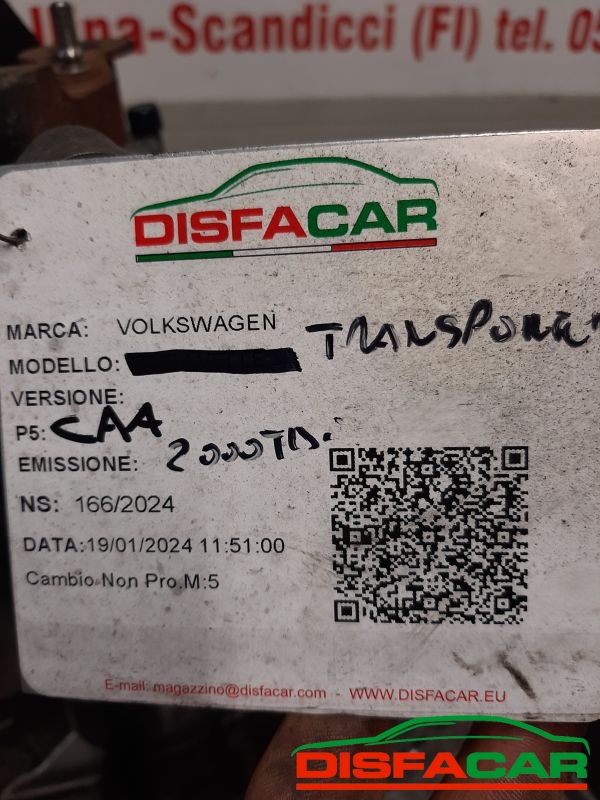 -Scandicci (FI) tel. 05
DISFACAR
MARCA: VOLKSWAGEN
MODELLO: TRANSPORTER
VERSIONE:
P5: CAA
EMISSIONE: 2000TDi
NS: 166/2024
DATA:19/01/2024 11:51:00
Cambio Non Pro.M:5
E-mail: magazzino@disfacar.com - WWW.DISFACAR.EU
DISFACAR